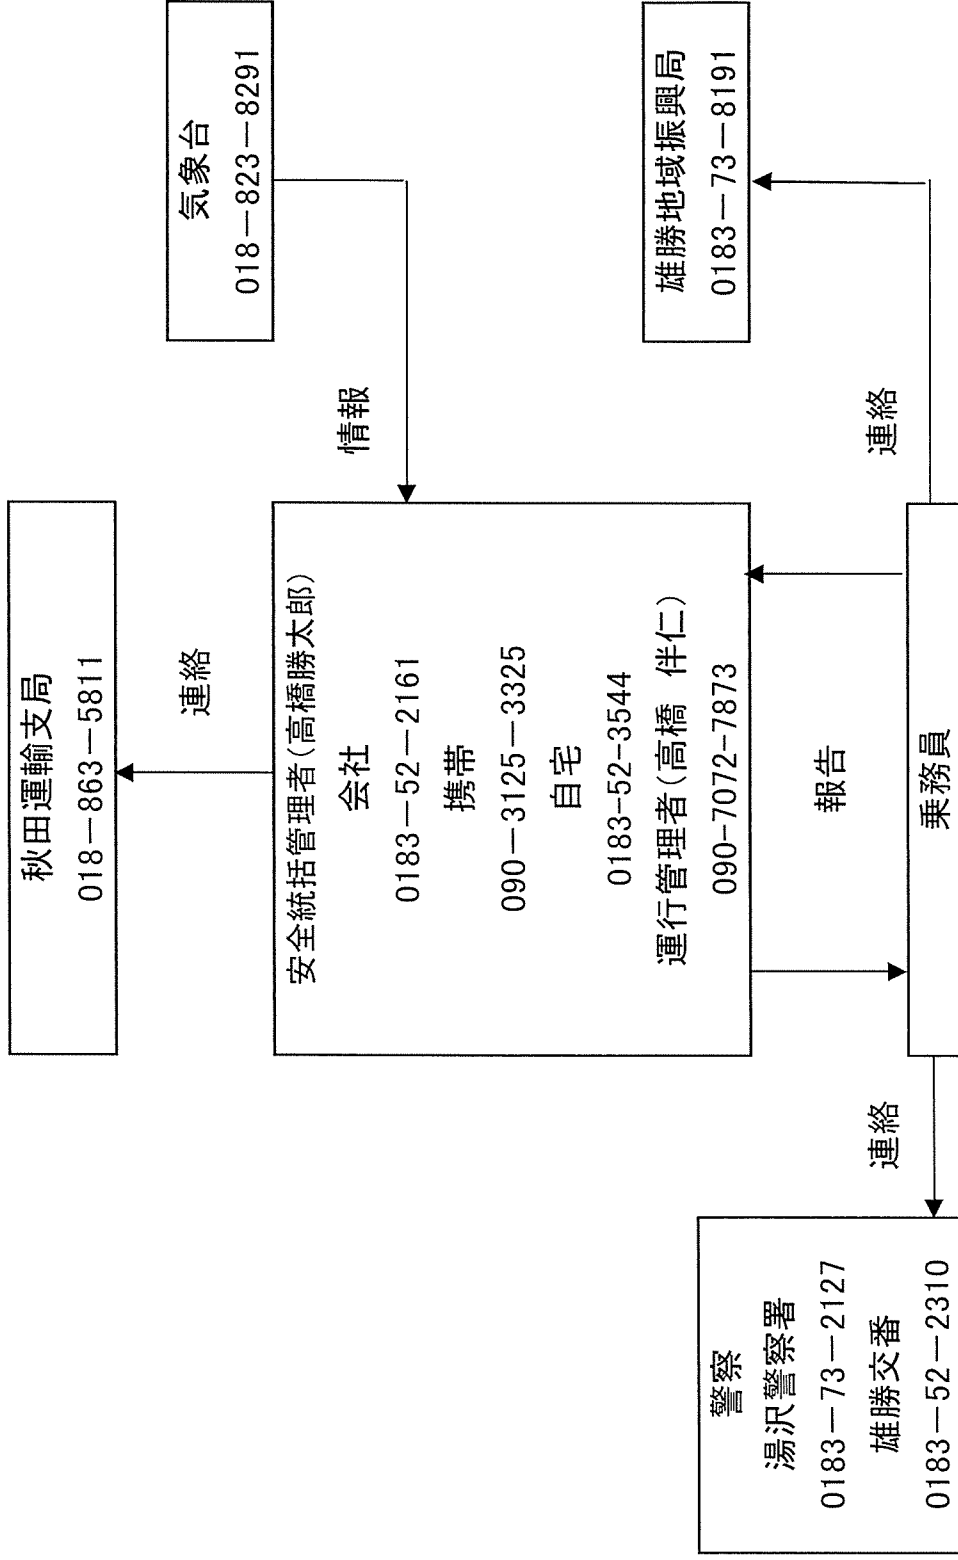 秋田運輸支局
018-863-5811
連絡
気象台
018-823-8291
情報
安全統括管理者(高橋勝太郎)
会社
0183-52-2161
携帯
090-3125-3325
自宅
0183-52-3544
運行管理者(高橋 伴仁)
090-7072-7873
雄勝地域振興局
0183-73-8191
報告
連絡
連絡
警察
湯沢警察署
0183-73-2127
雄勝交番
0183-52-2310
乗務員